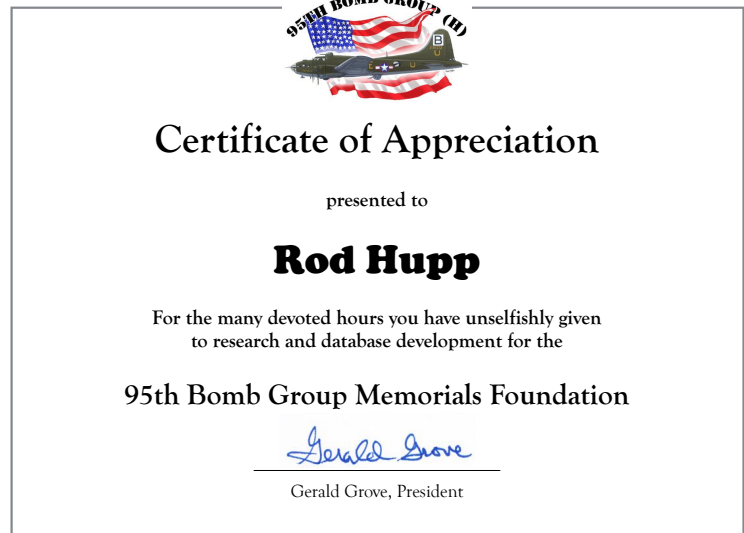 95TH BOMB GROUP (H)
B
Certificate of Appreciation
presented to
Rod Hupp
For the many devoted hours you have unselfishly given
to research and database development for the
95th Bomb Group Memorials Foundation
Gerald Grove
Gerald Grove, President